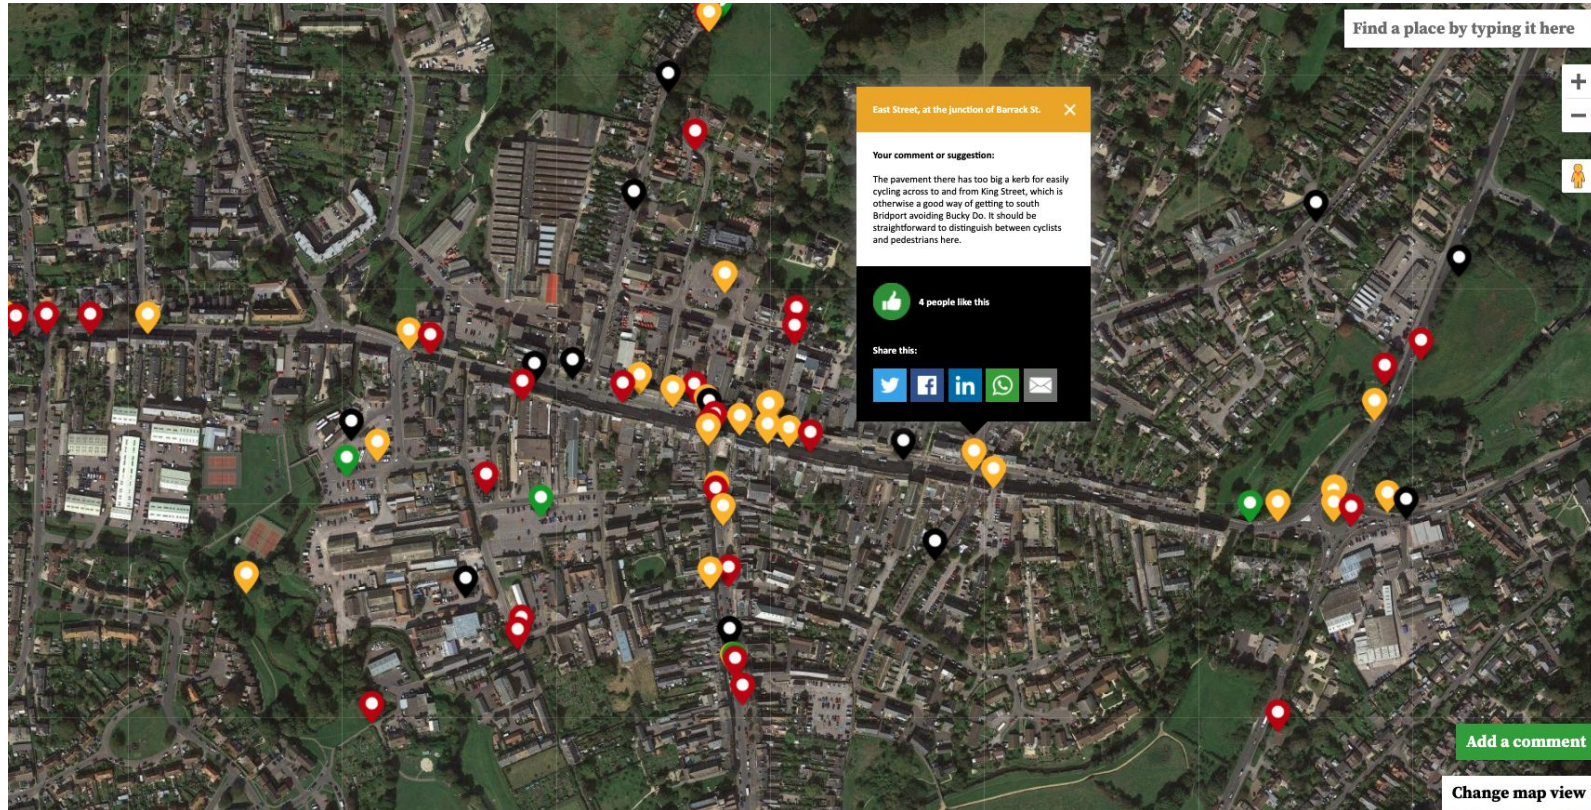 Find a place by typing it here
+
−
East Street, at the junction of Barrack St.
Your comment or suggestion:
The pavement there has too big a kerb for easily
cycling across to and from King Street, which is
otherwise a good way of getting to south
Bridport avoiding Bucky Do. It should be
straightforward to distinguish between cyclists
and pedestrians here.
4 people like this
Share this:
in
Add a comment
Change map view